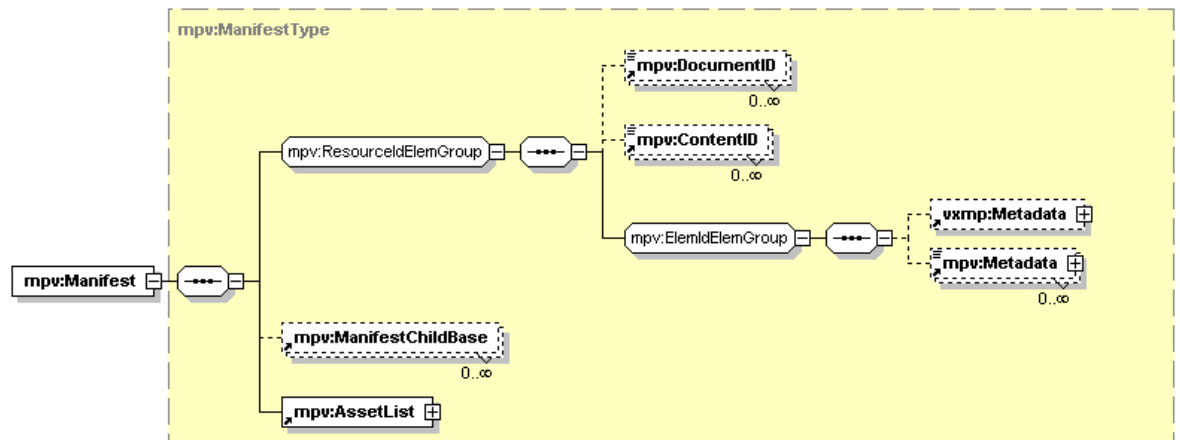 mpv:ManifestType
mpv:DocumentID
0..∞
mpv:ResourceIdElemGroup
mpv:ContentID
0..∞
vxmp:Metadata
mpv:ElemIdElemGroup
mpv:Metadata
0..∞
mpv:Manifest
mpv:ManifestChildBase
0..∞
mpv:AssetList